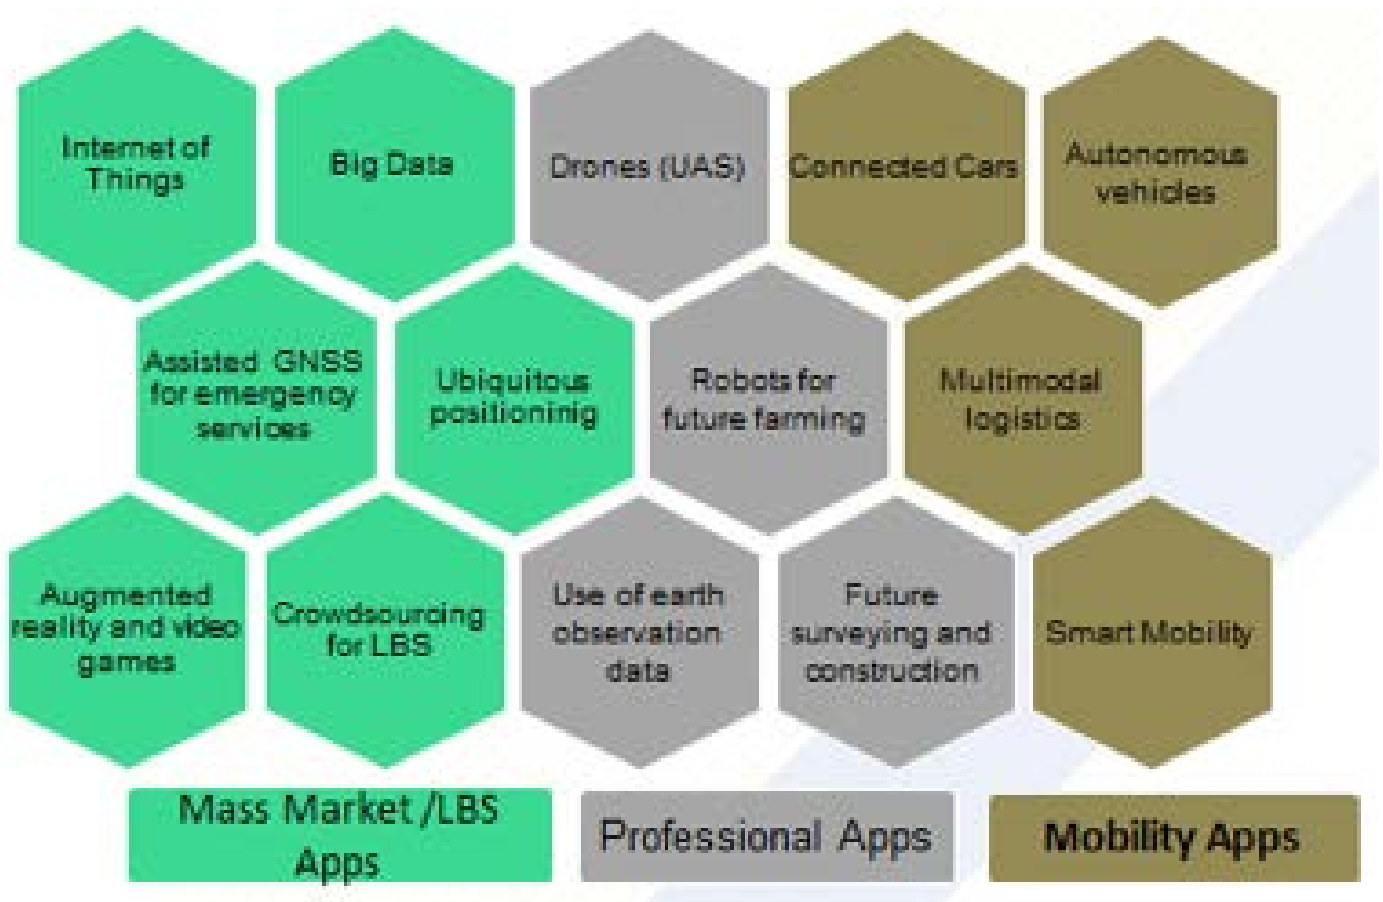 Internet of
Things
Big Data
Drones (UAS)
Connected Cars
Autonomous
vehicles
Assisted GNSS
for emergency
services
Ubiquitous
positioninig
Robots for
future farming
Multimodal
logistics
Augmented
reality and video
games
Crowdsourcing
for LBS
Use of earth
observation
data
Future
surveying and
construction
Smart Mobility
Mass Market /LBS
Apps
Professional Apps
Mobility Apps